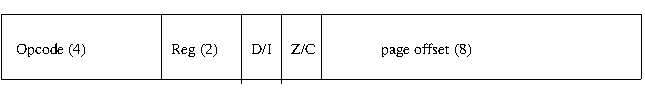 Opcode (4) Reg (2) D/I Z/C page offset (8)